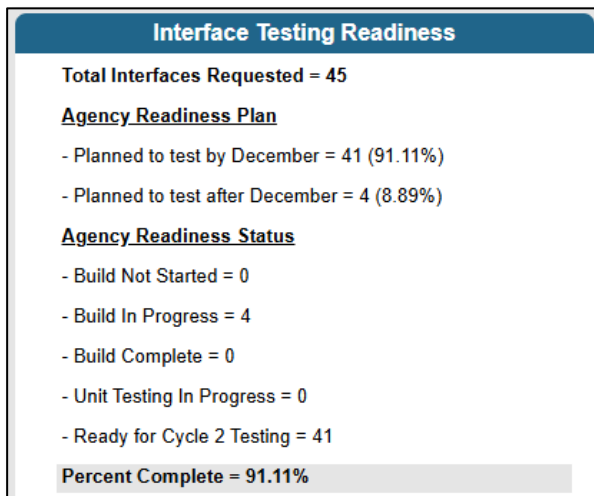 Interface Testing Readiness
Total Interfaces Requested = 45
Agency Readiness Plan
- Planned to test by December = 41 (91.11%)
- Planned to test after December = 4 (8.89%)
Agency Readiness Status
- Build Not Started = 0
- Build In Progress = 4
- Build Complete = 0
- Unit Testing In Progress = 0
- Ready for Cycle 2 Testing = 41
Percent Complete = 91.11%